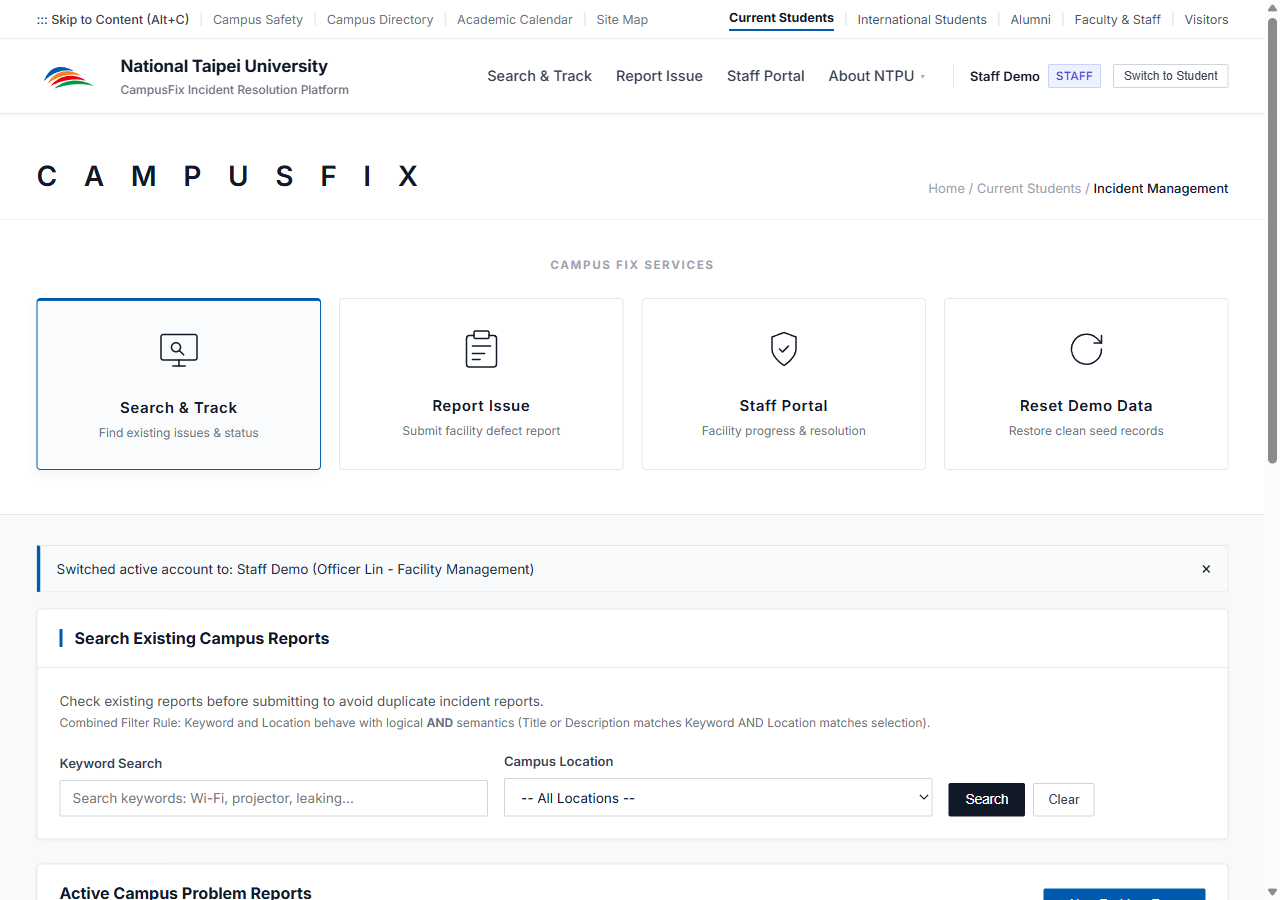 ::: Skip to Content (Alt+C) Campus Safety Campus Directory Academic Calendar Site Map Current Students International Students Alumni Faculty & Staff Visitors
National Taipei University
CampusFix Incident Resolution Platform
Search & Track Report Issue Staff Portal About NTPU Staff Demo STAFF Switch to Student
CAMPUSFIX
Home / Current Students / Incident Management
CAMPUS FIX SERVICES
Search & Track
Find existing issues & status
Report Issue
Submit facility defect report
Staff Portal
Facility progress & resolution
Reset Demo Data
Restore clean seed records
Switched active account to: Staff Demo (Officer Lin - Facility Management) ×
Search Existing Campus Reports
Check existing reports before submitting to avoid duplicate incident reports.
Combined Filter Rule: Keyword and Location behave with logical AND semantics (Title or Description matches Keyword AND Location matches selection).
Keyword Search
Search keywords: Wi-Fi, projector, leaking...
Campus Location
-- All Locations --
Search Clear
Active Campus Problem Reports